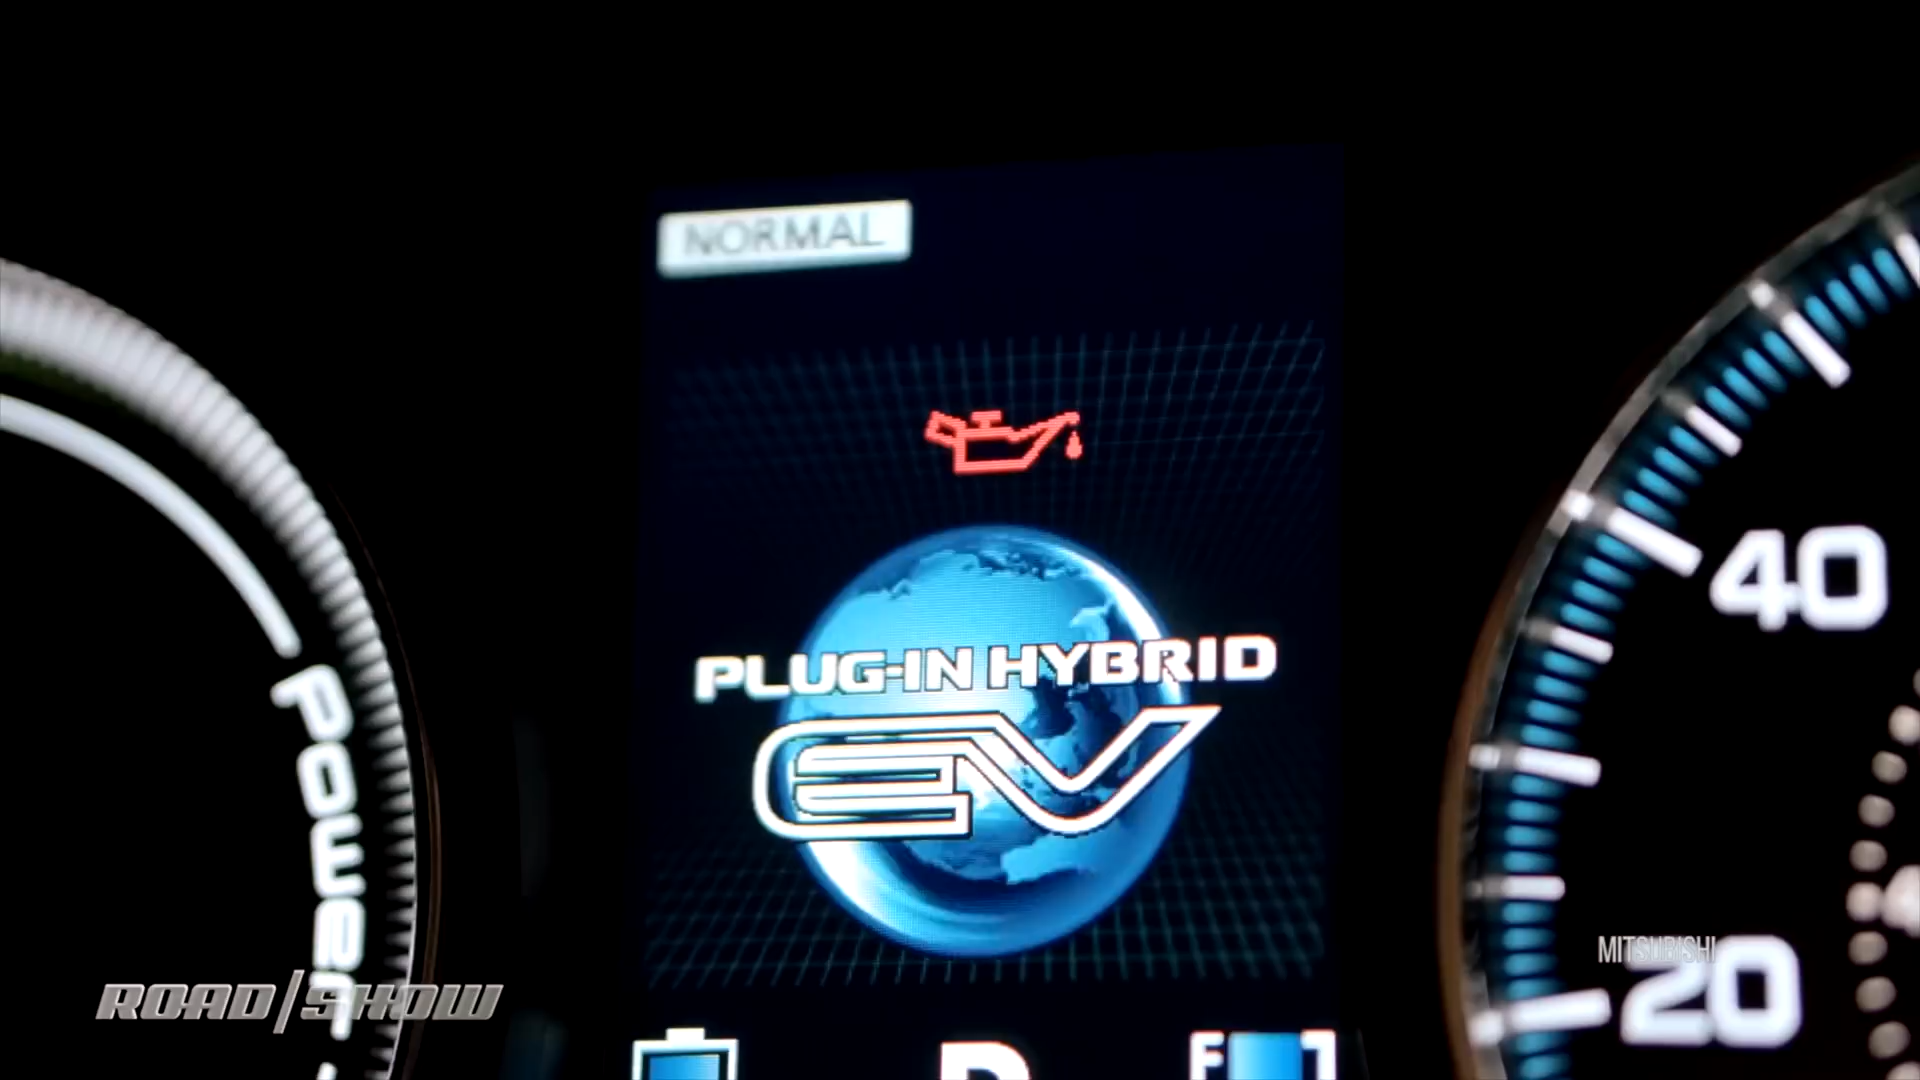 NORMAL
PLUG-IN HYBRID
EV
Power
40
20
MITSUBISHI
ROAD/SHOW
F